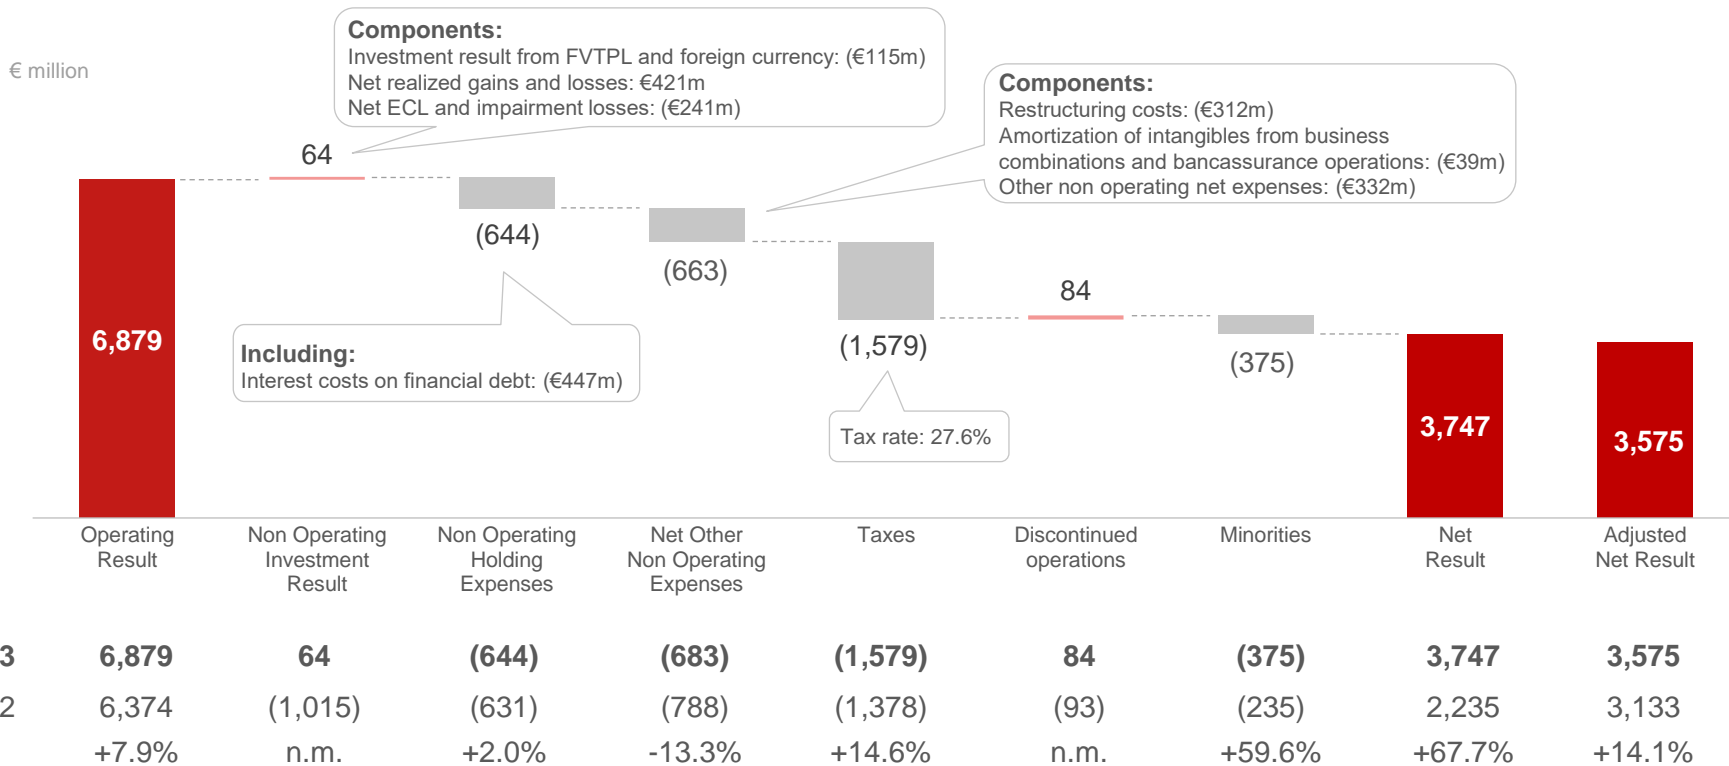 Components:
Investment result from FVTPL and foreign currency: (€115m)
Net realized gains and losses: €421m
Net ECL and impairment losses: (€241m)
€ million
Components:
Restructuring costs: (€312m)
Amortization of intangibles from business
combinations and bancassurance operations: (€39m)
Other non operating net expenses: (€332m)
64
(644)
(663)
84
6,879
(1,579)
(375)
Including:
Interest costs on financial debt: (€447m)
Tax rate: 27.6%
3,747
3,575
Operating
Result
Non Operating
Investment
Result
Non Operating
Holding
Expenses
Net Other
Non Operating
Expenses
Taxes
Discontinued
operations
Minorities
Net
Result
Adjusted
Net Result
3 6,879 64 (644) (683) (1,579) 84 (375) 3,747 3,575
2 6,374 (1,015) (631) (788) (1,378) (93) (235) 2,235 3,133
+7.9% n.m. +2.0% -13.3% +14.6% n.m. +59.6% +67.7% +14.1%